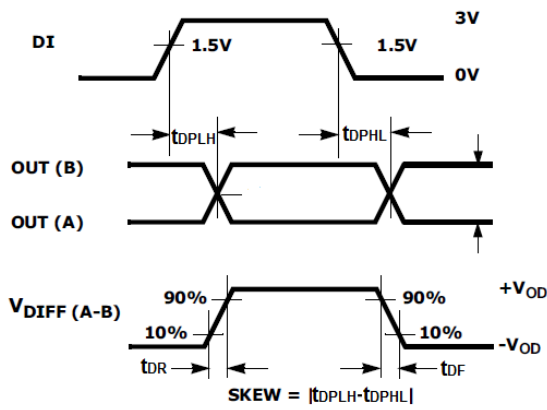 3V
DI
1.5V
1.5V
0V
tDPLH
tDPHL
OUT (B)
OUT (A)
+VOD
VDIFF (A-B)
90%
90%
10%
10%
-VOD
tDR
tDF
SKEW = |tDPLH-tDPHL|